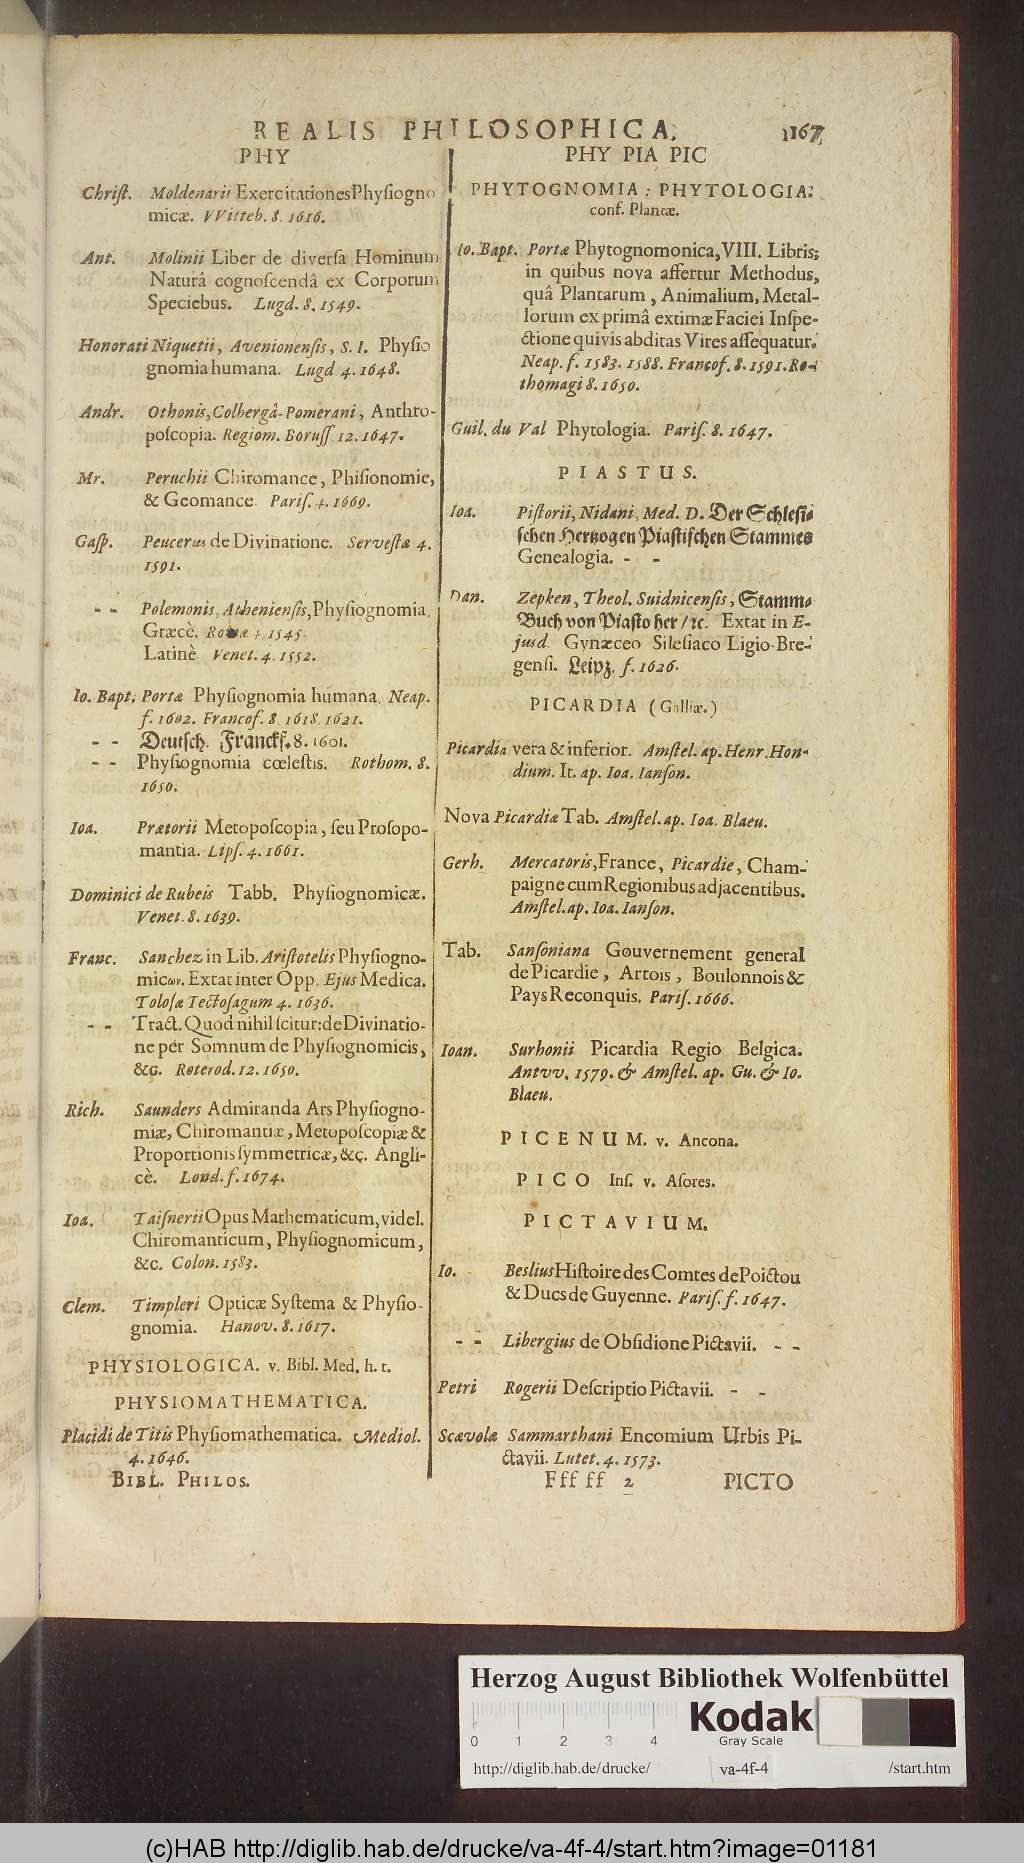 REALIS PHILOSOPHICA. 1167
PHY
Chriſt. Moldenarii Exercitationes Phyſiogno
micæ. VVitteb. 8. 1616.
Ant. Molinii Liber de diverſa Hominum
Naturâ cognoſcendâ ex Corporum
Speciebus. Lugd. 8. 1549.
Honorati Niquetii, Avenionenſis, S. I. Phyſio
gnomia humana. Lugd 4. 1648.
Andr. Othonis, Colbergâ-Pomerani, Anthro-
poſcopia. Regiom. Boruſſ. 12. 1647.
Mr. Peruchii Chiromance, Phiſionomie,
& Geomance. Pariſ. 4. 1669.
Gaſp. Peucerus de Divinatione. Serveſtæ 4.
1591.
- - Polemonis, Athenienſis, Phyſiognomia.
Græcè. Romæ 4. 1545.
Latinè Venet. 4. 1552.
Io. Bapt. Portæ Phyſiognomia humana. Neap.
f. 1602. Francof. 8. 1618. 1621.
- - Deutſch. Franckf. 8. 1601.
- - Phyſiognomia cœleſtis. Rothom. 8.
1650.
Ioa. Prætorii Metopoſcopia, ſeu Proſopo-
mantia. Lipſ. 4. 1661.
Dominici de Rubeis Tabb. Phyſiognomicæ.
Venet. 8. 1639.
Franc. Sanchez in Lib. Ariſtotelis Phyſiogno-
micων. Extat inter Opp. Ejus Medica.
Toloſæ Tectoſagum 4. 1636.
- - Tract. Quod nihil ſcitur: de Divinatio-
ne per Somnum de Phyſiognomicis,
&c. Roterod. 12. 1650.
Rich. Saunders Admiranda Ars Phyſiogno-
miæ, Chiromantiæ, Metopoſcopiæ &
Proportionis ſymmetricæ, &c. Angli-
cè. Lond. f. 1674.
Ioa. Taiſnerii Opus Mathematicum, videl.
Chiromanticum, Phyſiognomicum,
&c. Colon. 1583.
Clem. Timpleri Opticæ Syſtema & Phyſio-
gnomia. Hanov. 8. 1617.
PHYSIOLOGICA. v. Bibl. Med. h. t.
PHYSIOMATHEMATICA.
Placidi de Titis Phyſiomathematica. Mediol.
4. 1646.
BIBL. PHILOS.
PHY PIA PIC
PHYTOGNOMIA: PHYTOLOGIA:
conf. Plantæ.
Io. Bapt. Portæ Phytognomonica, VIII. Libris;
in quibus nova affertur Methodus,
quâ Plantarum, Animalium, Metal-
lorum ex primâ extimæ Faciei Inſpe-
ctione quivis abditas Vires aſſequatur.
Neap. f. 1583. 1588. Francof. 8. 1591. Ro-
thomagi 8. 1650.
Guil. du Val Phytologia. Pariſ. 8. 1647.
PIASTUS.
Ioa. Piſtorii, Nidani, Med. D. Der Schleſi-
ſchen Hertzogen Piaſtiſchen Stammes
Genealogia. - -
Dan. Zepken, Theol. Suidnicenſis, Stamm-
Buch von Piaſto her/ ꝛc. Extat in E-
jusd. Gynæceo Sileſiaco Ligio-Bre-
genſi. Leipz. f. 1626.
PICARDIA (Galliæ.)
Picardia vera & inferior. Amſtel. ap. Henr. Hon-
dium. It. ap. Ioa. Ianſon.
Nova Picardiæ Tab. Amſtel. ap. Ioa. Blaeu.
Gerh. Mercatoris, France, Picardie, Cham-
paigne cum Regionibus adjacentibus.
Amſtel. ap. Ioa. Ianſon.
Tab. Sanſoniana Gouvernement general
de Picardie, Artois, Boulonnois &
Pays Reconquis. Pariſ. 1666.
Ioan. Surhonii Picardia Regio Belgica.
Antvv. 1579. & Amſtel. ap. Gu. & Io.
Blaeu.
PICENUM. v. Ancona.
PICO Inſ. v. Aſores.
PICTAVIUM.
Io. Beslius Hiſtoire des Comtes de Poictou
& Ducs de Guyenne. Pariſ. f. 1647.
- - Libergius de Obſidione Pictavii. - -
Petri Rogerii Deſcriptio Pictavii. - -
Scævolæ Sammarthani Encomium Urbis Pi-
ctavii. Lutet. 4. 1573.
Fff ff 2 PICTO
Herzog August Bibliothek Wolfenbüttel
0 1 2 3 4
Kodak
Gray Scale
http://diglib.hab.de/drucke/ va-4f-4 /start.htm
(c)HAB http://diglib.hab.de/drucke/va-4f-4/start.htm?image=01181